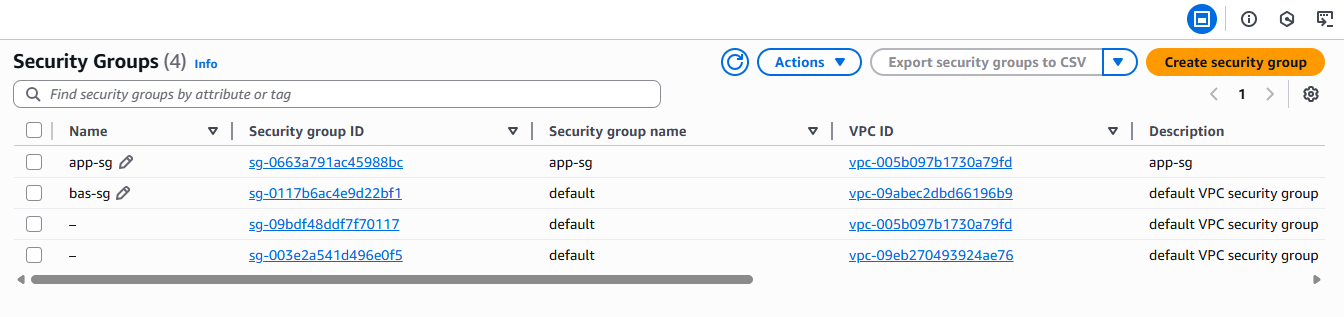 Security Groups (4) Info Actions Export security groups to CSV Create security group
Find security groups by attribute or tag 1
Name Security group ID Security group name VPC ID Description
app-sg sg-0663a791ac45988bc app-sg vpc-005b097b1730a79fd app-sg
bas-sg sg-0117b6ac4e9d22bf1 default vpc-09abec2dbd66196b9 default VPC security group
– sg-09bdf48ddf7f70117 default vpc-005b097b1730a79fd default VPC security group
– sg-003e2a541d496e0f5 default vpc-09eb270493924ae76 default VPC security group